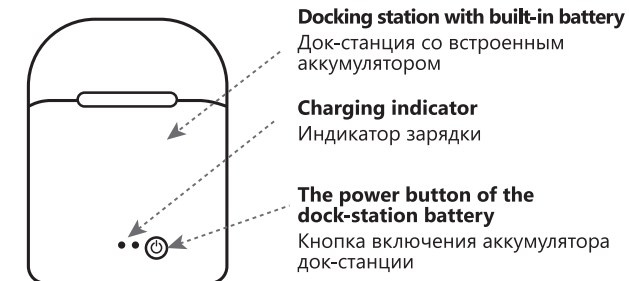 Docking station with built-in battery
Док-станция со встроенным
аккумулятором
Charging indicator
Индикатор зарядки
The power button of the
dock-station battery
Кнопка включения аккумулятора
док-станции